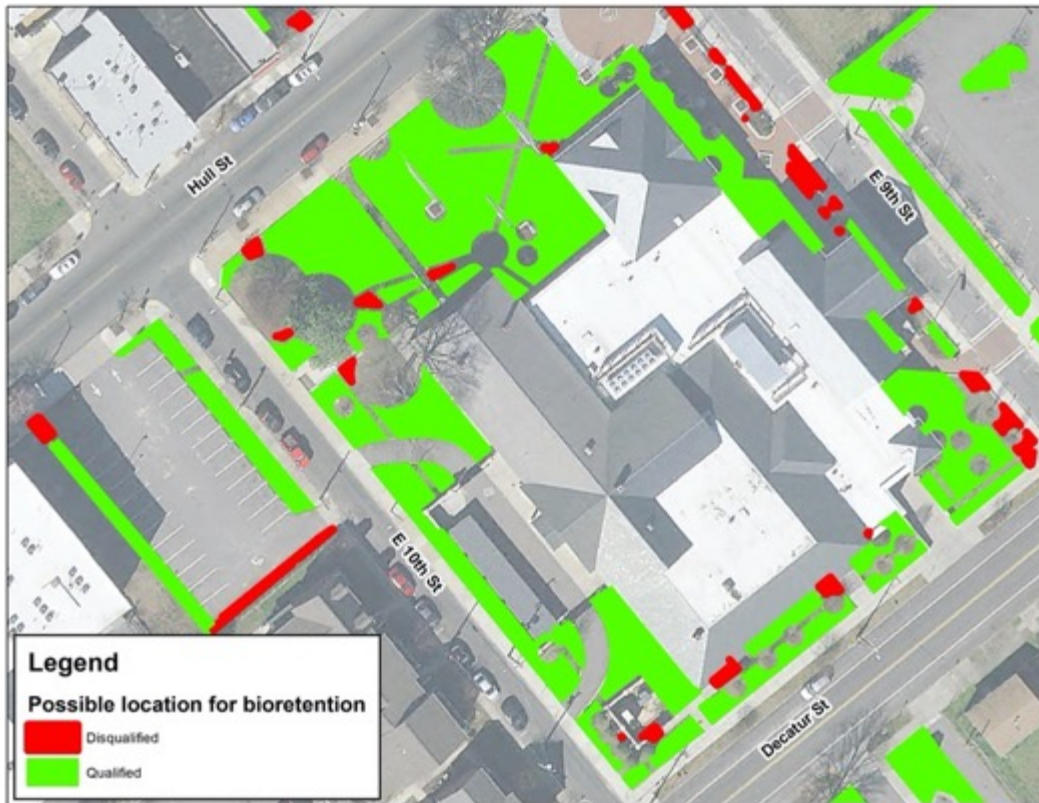 Hull St
E 9th St
E 10th St
Decatur St
Legend
Possible location for bioretention
Disqualified
Qualified